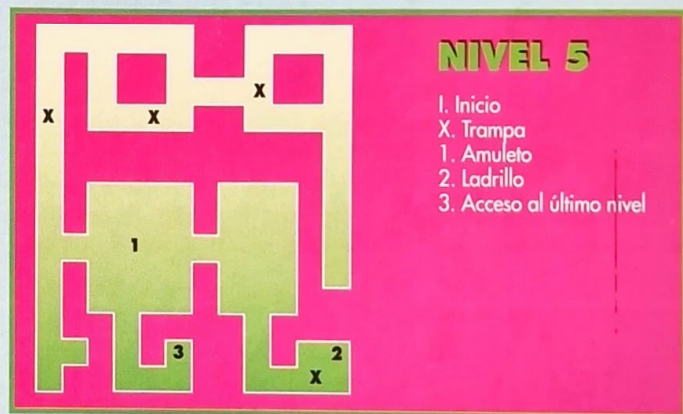 NIVEL 5
I. Inicio
X. Trampa
1. Amuleto
2. Ladrillo
3. Acceso al último nivel
X
X
X
1
3
2
X